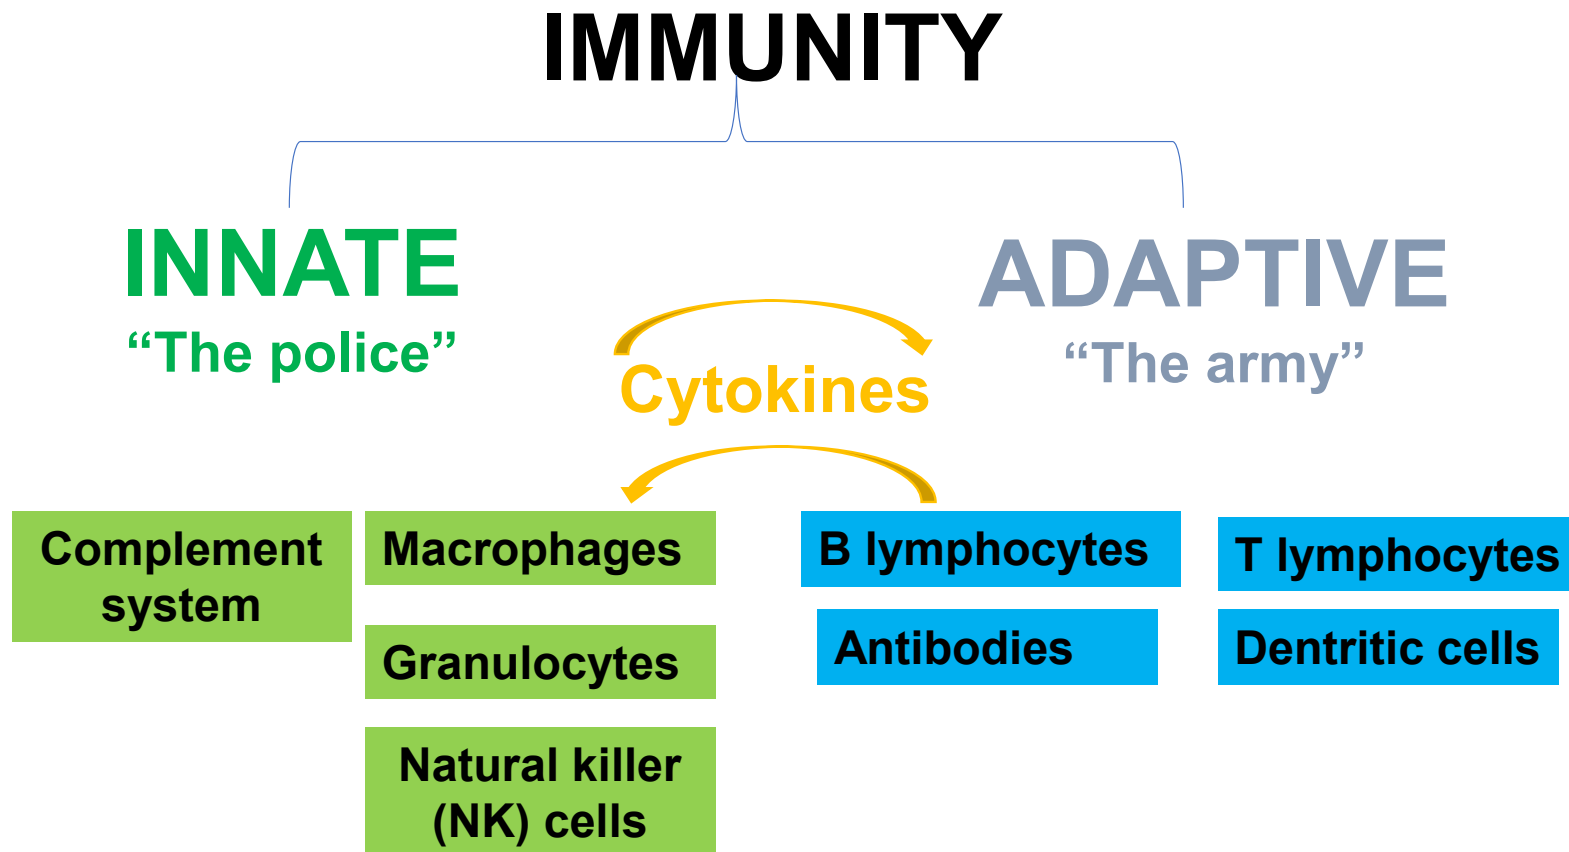 IMMUNITY
INNATE
“The police”
ADAPTIVE
“The army”
Cytokines
Complement
system
Macrophages
Granulocytes
Natural killer
(NK) cells
B lymphocytes
Antibodies
T lymphocytes
Dentritic cells